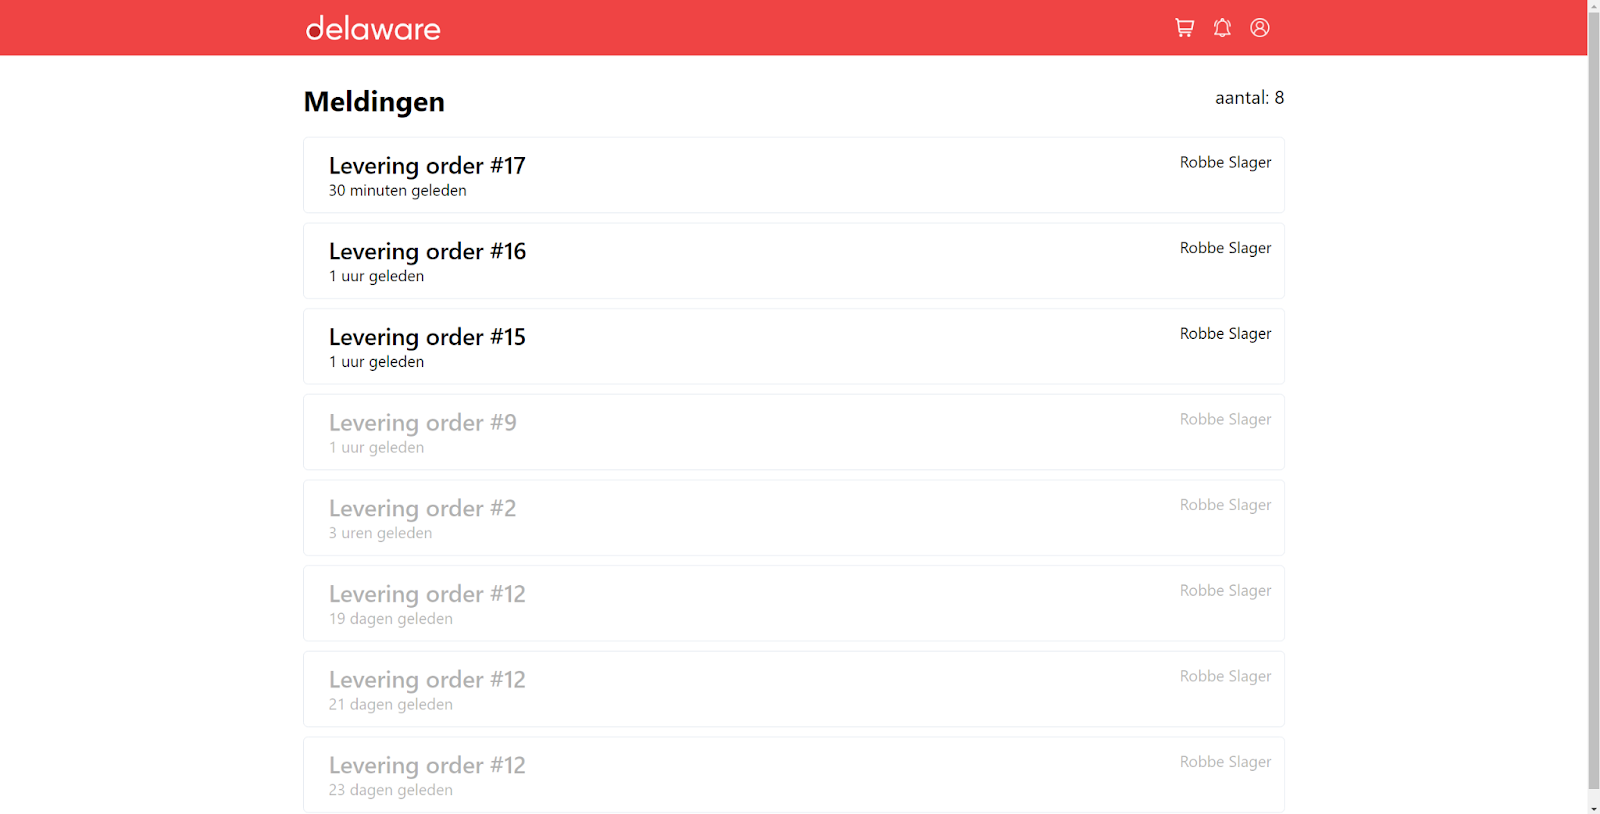 delaware
Meldingen
aantal: 8
Levering order #17
Robbe Slager
30 minuten geleden
Levering order #16
Robbe Slager
1 uur geleden
Levering order #15
Robbe Slager
1 uur geleden
Levering order #9
Robbe Slager
1 uur geleden
Levering order #2
Robbe Slager
3 uren geleden
Levering order #12
Robbe Slager
19 dagen geleden
Levering order #12
Robbe Slager
21 dagen geleden
Levering order #12
Robbe Slager
23 dagen geleden